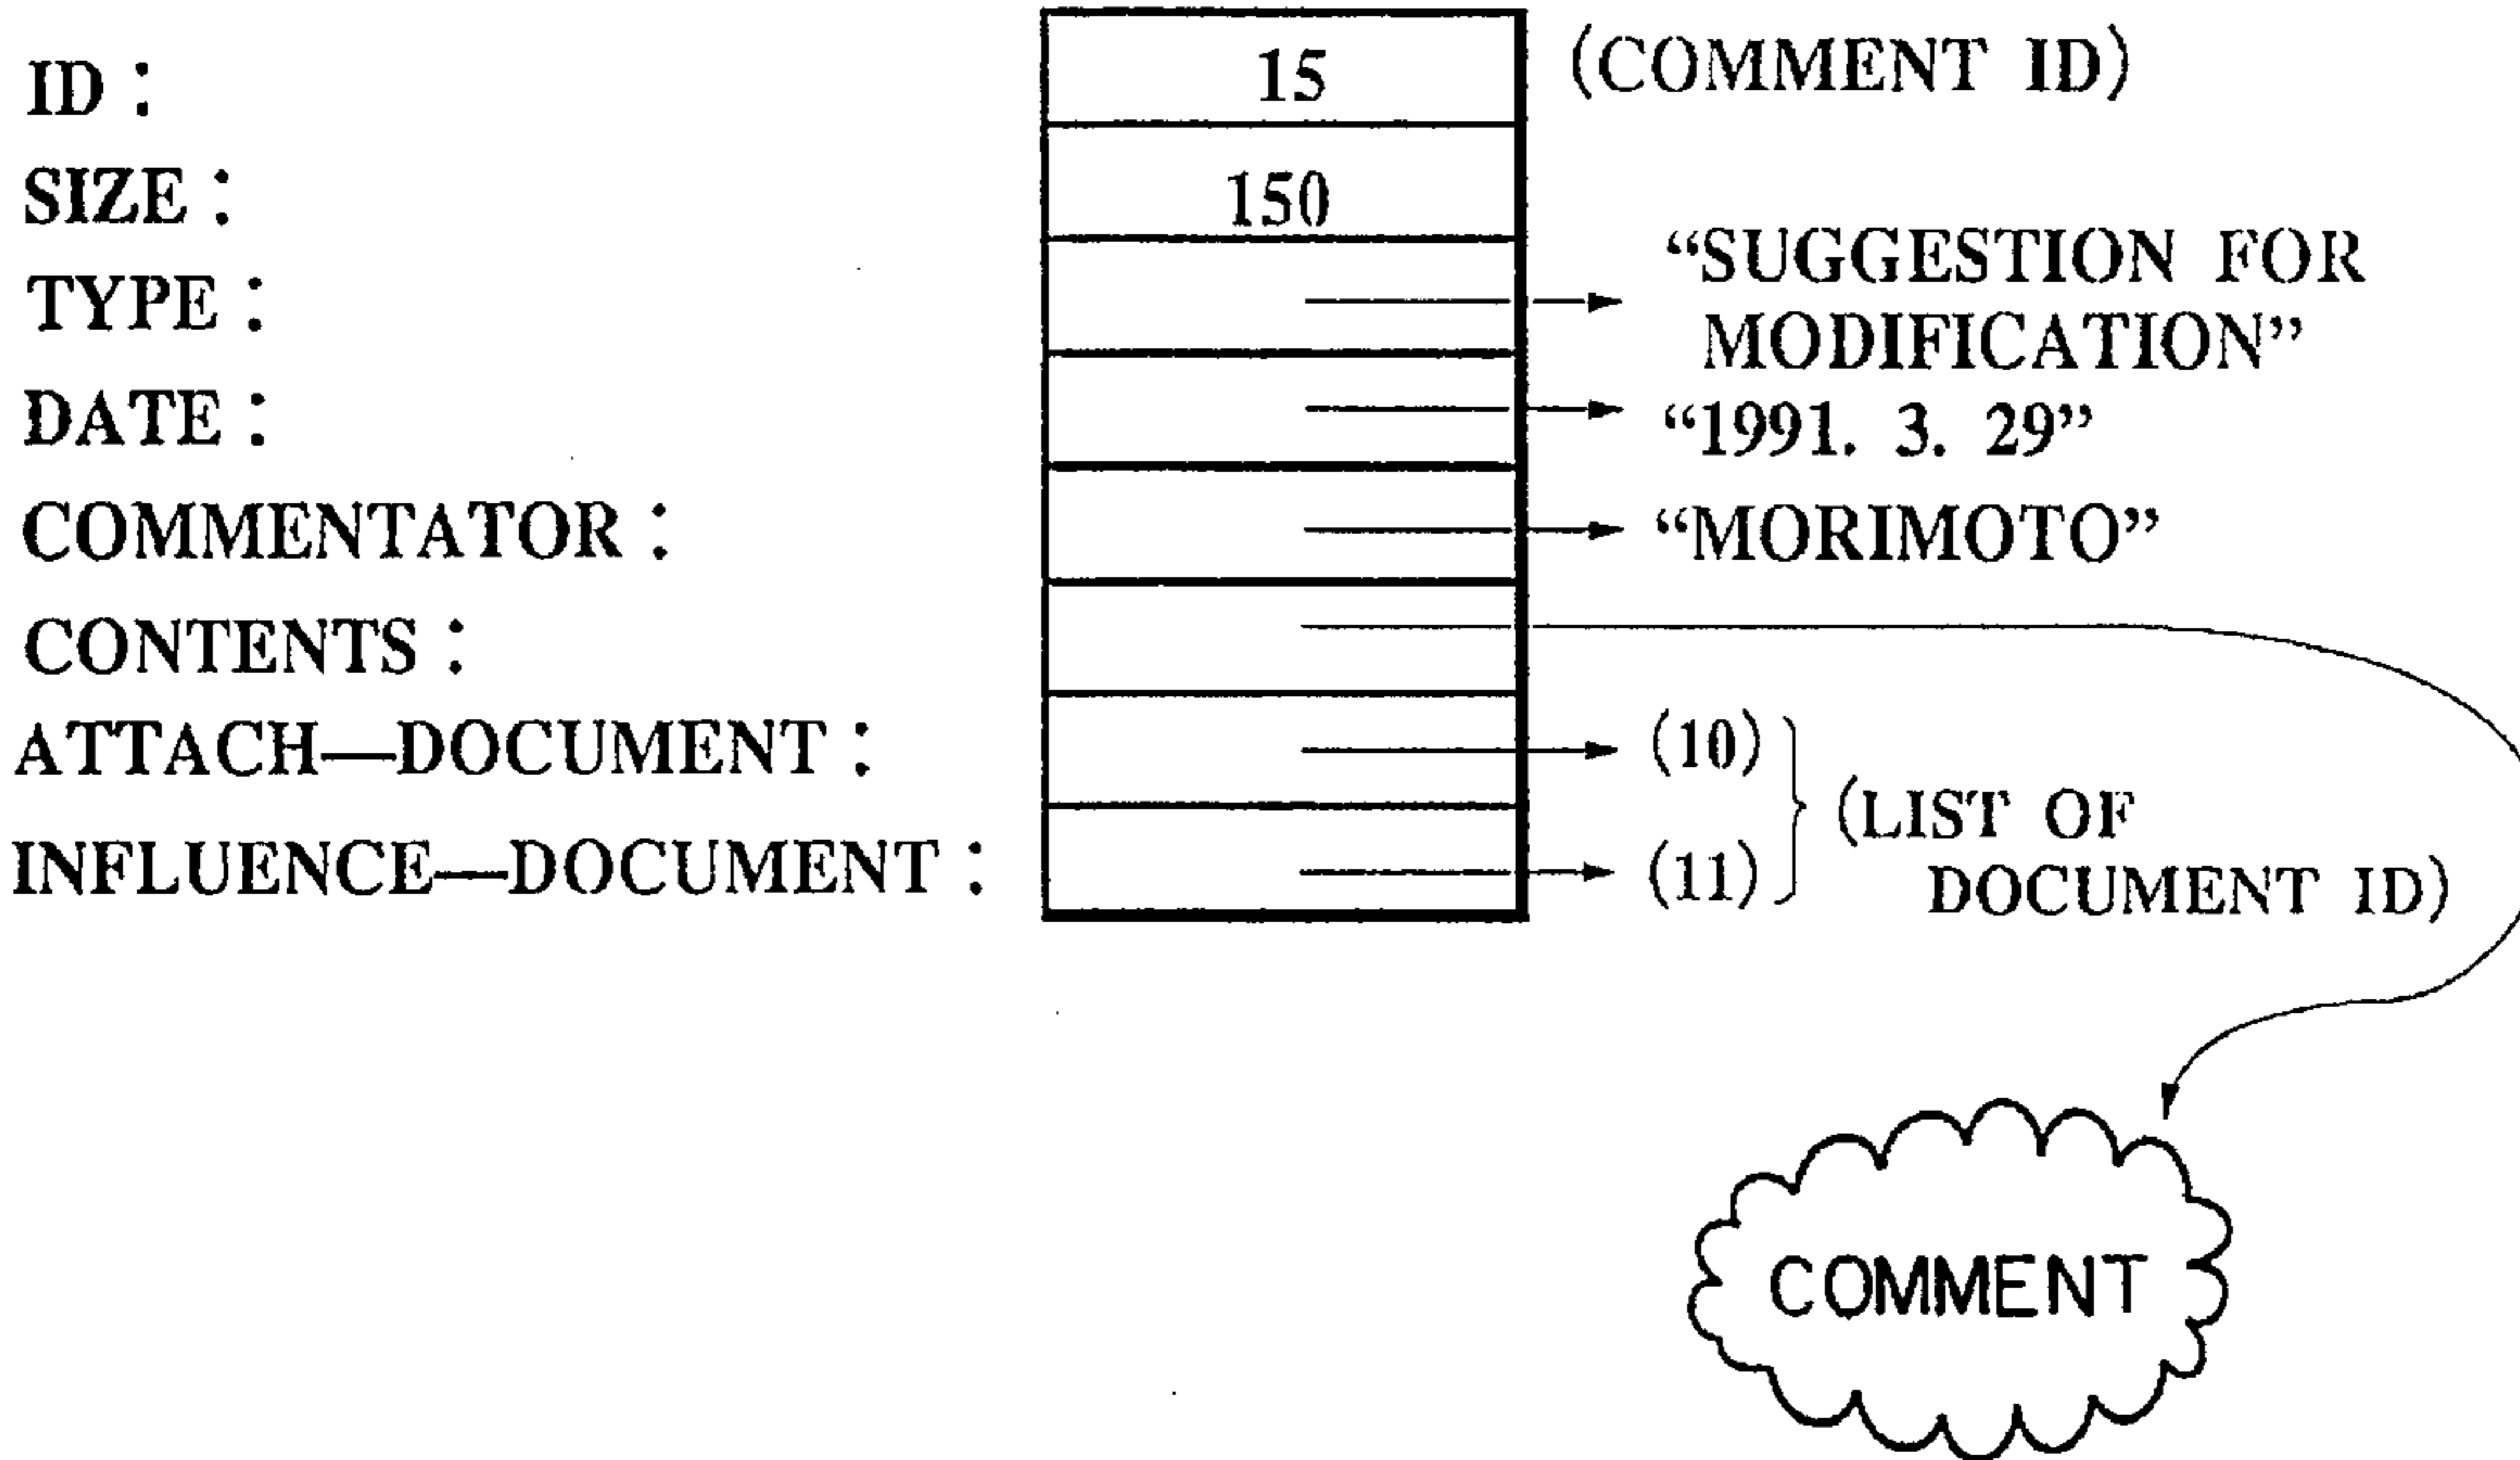 ID : 15 (COMMENT ID)
SIZE : 150
TYPE : “SUGGESTION FOR
MODIFICATION”
DATE : “1991. 3. 29”
COMMENTATOR : “MORIMOTO”
CONTENTS :
ATTACH—DOCUMENT : (10)
INFLUENCE—DOCUMENT : (11)
(LIST OF
DOCUMENT ID)
COMMENT